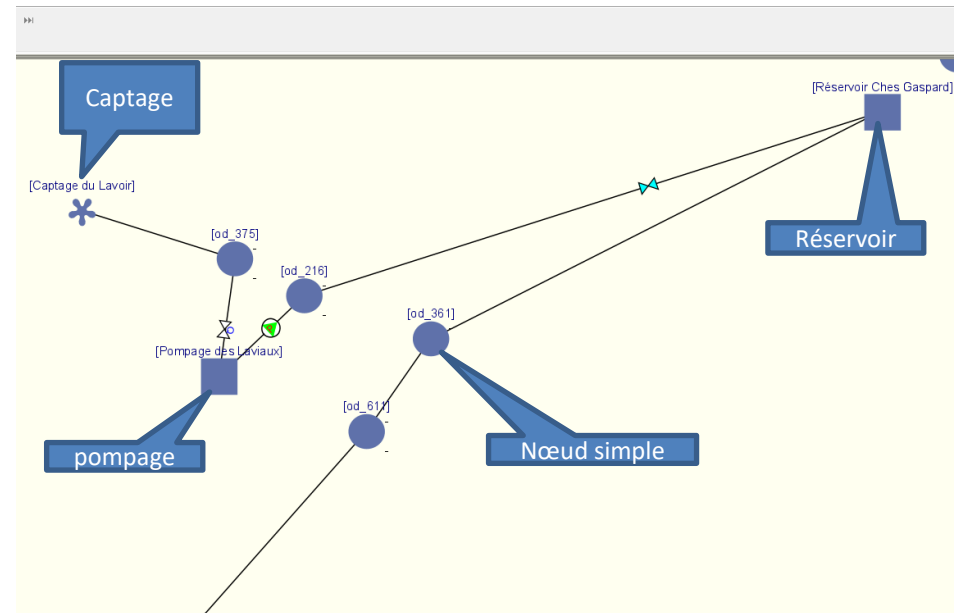 Captage
[Réservoir Ches Gaspard]
[Captage du Lavoir]
[od_375]
Réservoir
[od_216]
[od_361]
[Pompage des Laviaux]
[od_611]
pompage
Nœud simple